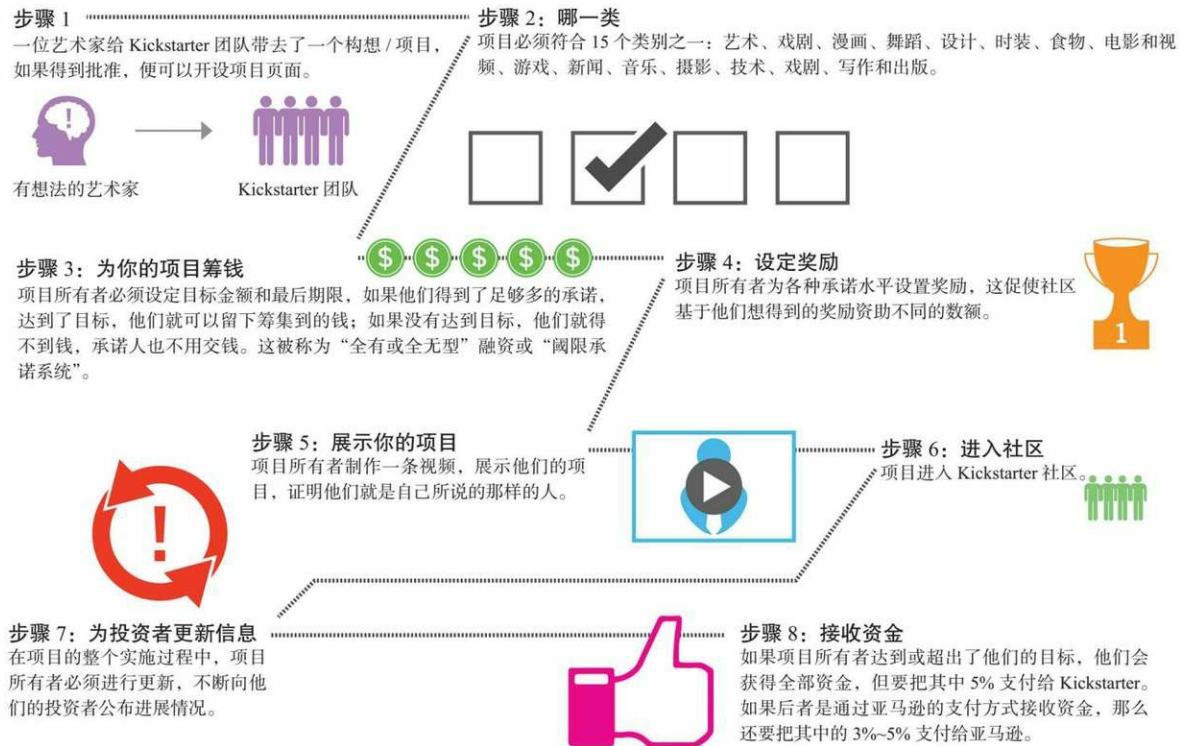 步骤 1
一位艺术家给 Kickstarter 团队带去了一个构想 / 项目，
如果得到批准，便可以开设项目页面。
有想法的艺术家
Kickstarter 团队
步骤 2：哪一类
项目必须符合 15 个类别之一：艺术、戏剧、漫画、舞蹈、设计、时装、食物、电影和视
频、游戏、新闻、音乐、摄影、技术、戏剧、写作和出版。
步骤 3：为你的项目筹钱
项目所有者必须设定目标金额和最后期限，如果他们得到了足够多的承诺，
达到了目标，他们就可以留下筹集到的钱；如果没有达到目标，他们就得
不到钱，承诺人也不用交钱。这被称为“全有或全无型”融资或“阈限承
诺系统”。
$ $ $ $ $
步骤 4：设定奖励
项目所有者为各种承诺水平设置奖励，这促使社区
基于他们想得到的奖励资助不同的数额。
1
步骤 5：展示你的项目
项目所有者制作一条视频，展示他们的项
目，证明他们就是自己所说的那样的人。
步骤 6：进入社区
项目进入 Kickstarter 社区。
步骤 7：为投资者更新信息
在项目的整个实施过程中，项目
所有者必须进行更新，不断向他
们的投资者公布进展情况。
步骤 8：接收资金
如果项目所有者达到或超出了他们的目标，他们会
获得全部资金，但要把其中 5% 支付给 Kickstarter。
如果后者是通过亚马逊的支付方式接收资金，那么
还要把其中的 3%~5% 支付给亚马逊。